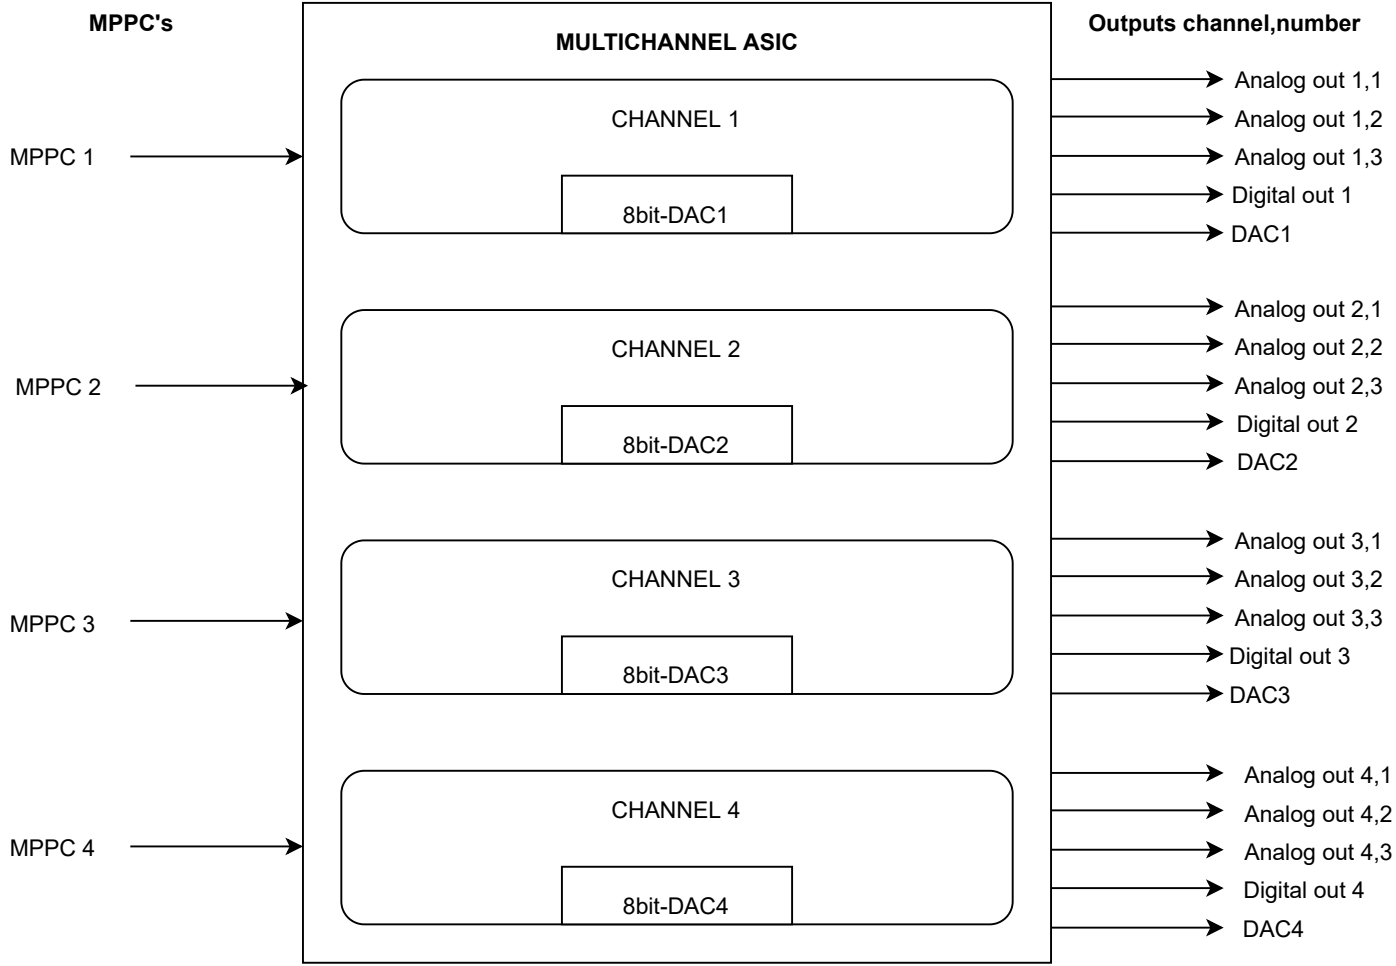 MPPC's
MULTICHANNEL ASIC
Outputs channel,number
MPPC 1
CHANNEL 1
8bit-DAC1
Analog out 1,1
Analog out 1,2
Analog out 1,3
Digital out 1
DAC1
MPPC 2
CHANNEL 2
8bit-DAC2
Analog out 2,1
Analog out 2,2
Analog out 2,3
Digital out 2
DAC2
MPPC 3
CHANNEL 3
8bit-DAC3
Analog out 3,1
Analog out 3,2
Analog out 3,3
Digital out 3
DAC3
MPPC 4
CHANNEL 4
8bit-DAC4
Analog out 4,1
Analog out 4,2
Analog out 4,3
Digital out 4
DAC4